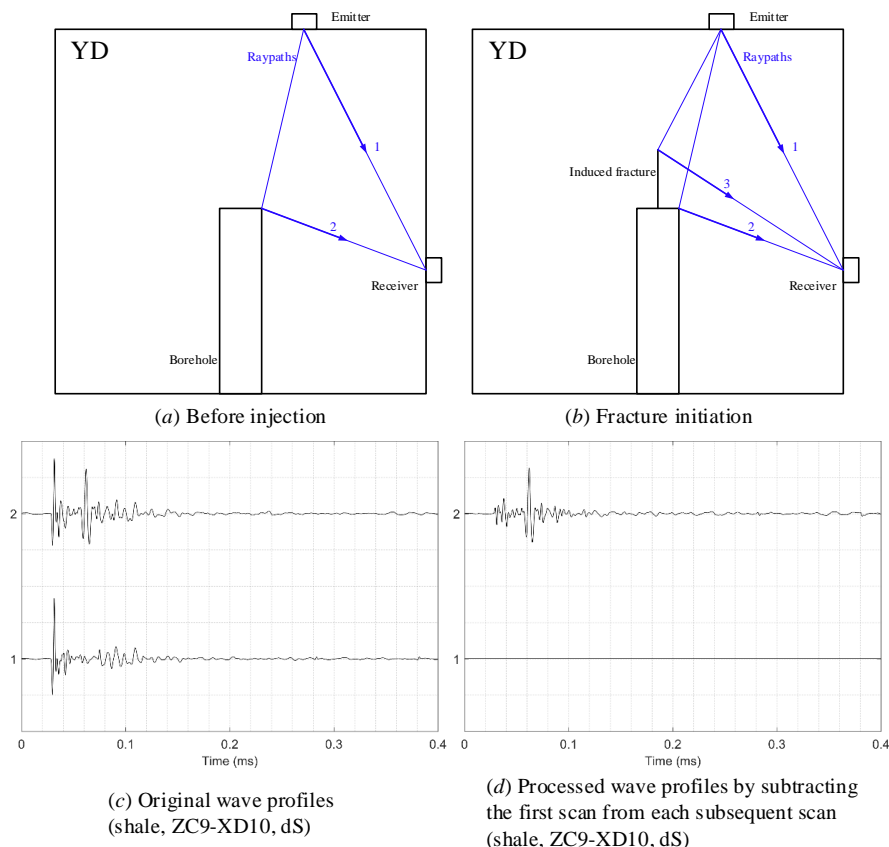 Emitter
YD
Raypaths
1
2
Receiver
Borehole
(a) Before injection
Emitter
YD
Raypaths
1
Induced fracture
3
2
Receiver
Borehole
(b) Fracture initiation
2
1
0 0.1 0.2 0.3 0.4
Time (ms)
(c) Original wave profiles
(shale, ZC9-XD10, dS)
2
1
0 0.1 0.2 0.3 0.4
Time (ms)
(d) Processed wave profiles by subtracting
the first scan from each subsequent scan
(shale, ZC9-XD10, dS)